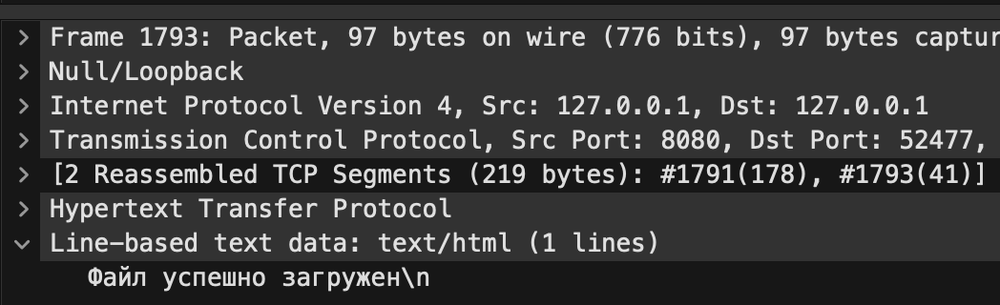 Frame 1793: Packet, 97 bytes on wire (776 bits), 97 bytes
Null/Loopback
Internet Protocol Version 4, Src: 127.0.0.1, Dst: 127.0.0.1
Transmission Control Protocol, Src Port: 8080, Dst Port: 52477,
[2 Reassembled TCP Segments (219 bytes): #1791(178), #1793(41)]
Hypertext Transfer Protocol
Line-based text data: text/html (1 lines)
Файл успешно загружен\n